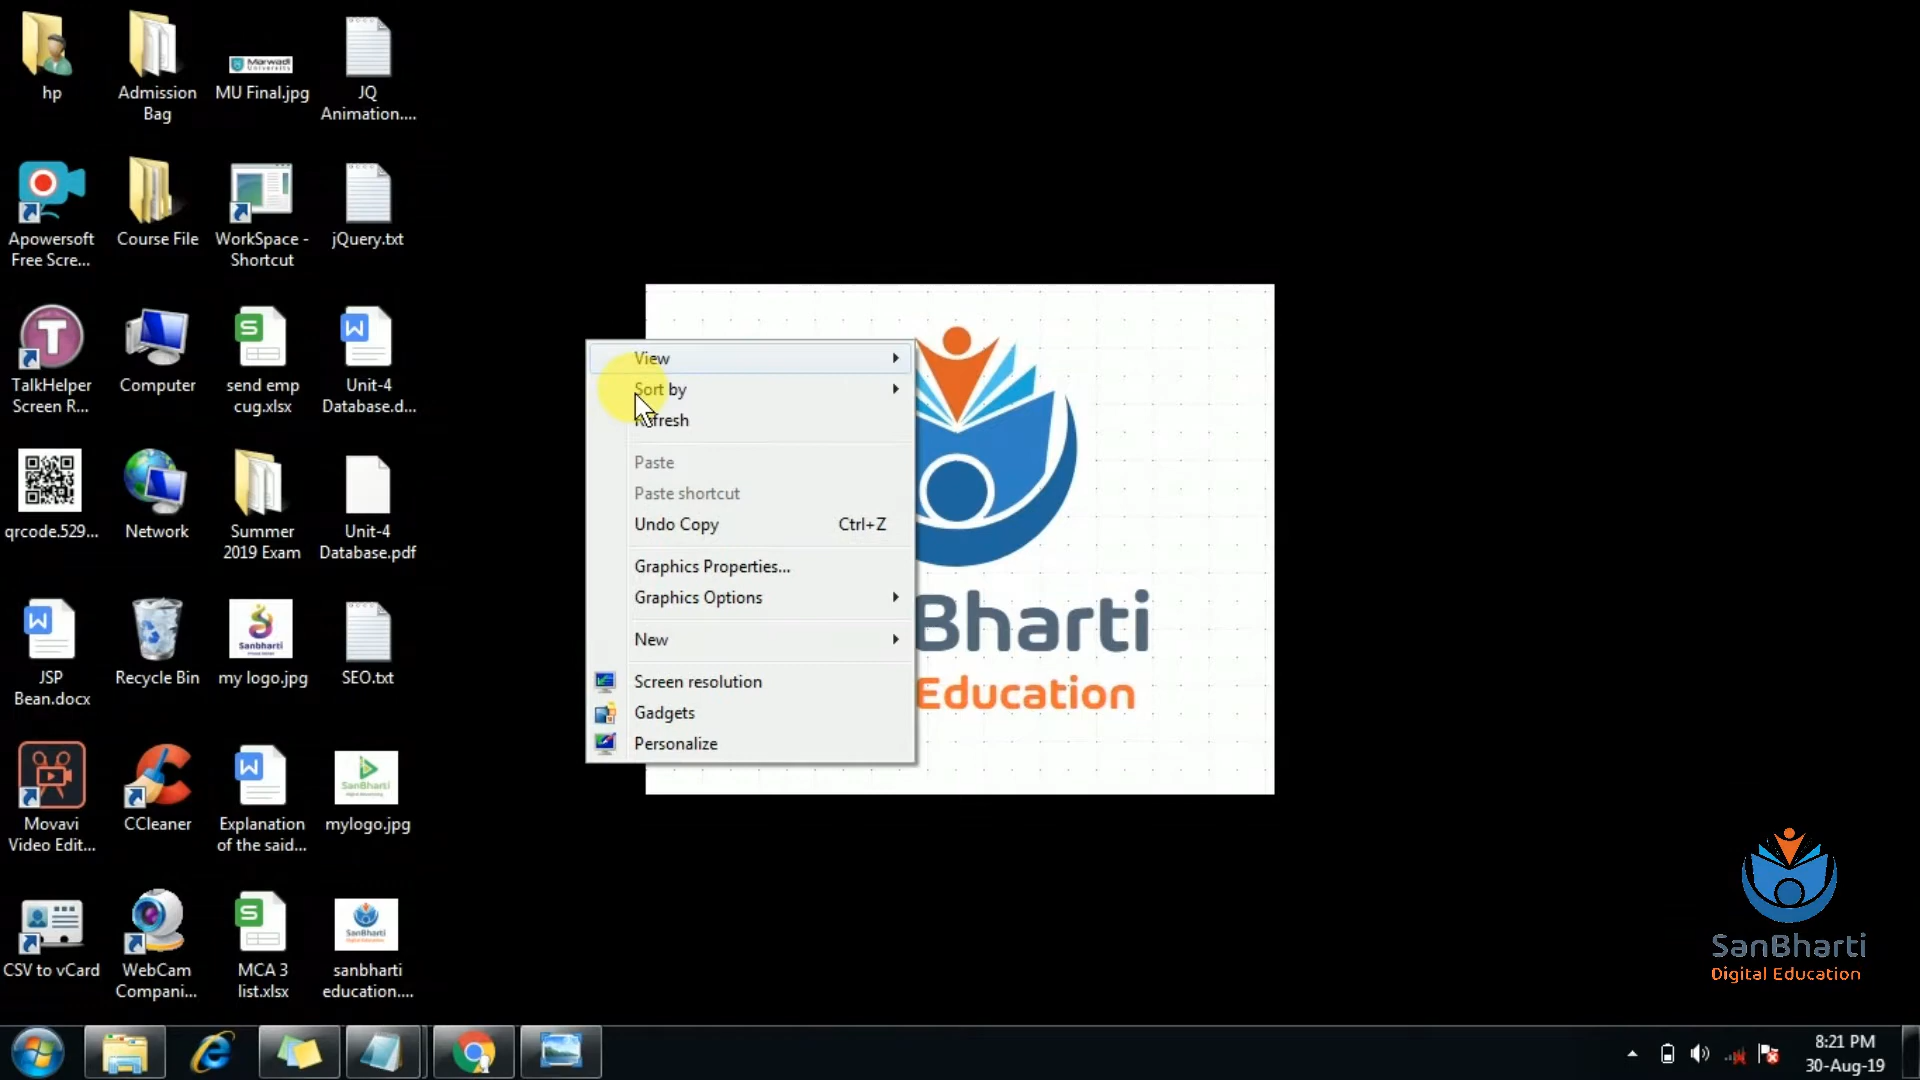 hp
Admission
Bag
MU Final.jpg
Marwadi
University
JQ
Animation....
Apowersoft
Free Scre...
Course File
WorkSpace -
Shortcut
jQuery.txt
TalkHelper
Screen R...
Computer
send emp
cug.xlsx
Unit-4
Database.d...
qrcode.529...
Network
Summer
2019 Exam
Unit-4
Database.pdf
JSP
Bean.docx
Recycle Bin
Sanbharti
my logo.jpg
SEO.txt
Movavi
Video Edit...
CCleaner
Explanation
of the said...
SanBharti
mylogo.jpg
CSV to vCard
WebCam
Compani...
MCA 3
list.xlsx
SanBharti
sanbharti
education....
View
Sort by
Refresh
Paste
Paste shortcut
Undo Copy Ctrl+Z
Graphics Properties...
Graphics Options
New
Screen resolution
Gadgets
Personalize
Bharti
Education
SanBharti
Digital Education
8:21 PM
30-Aug-19